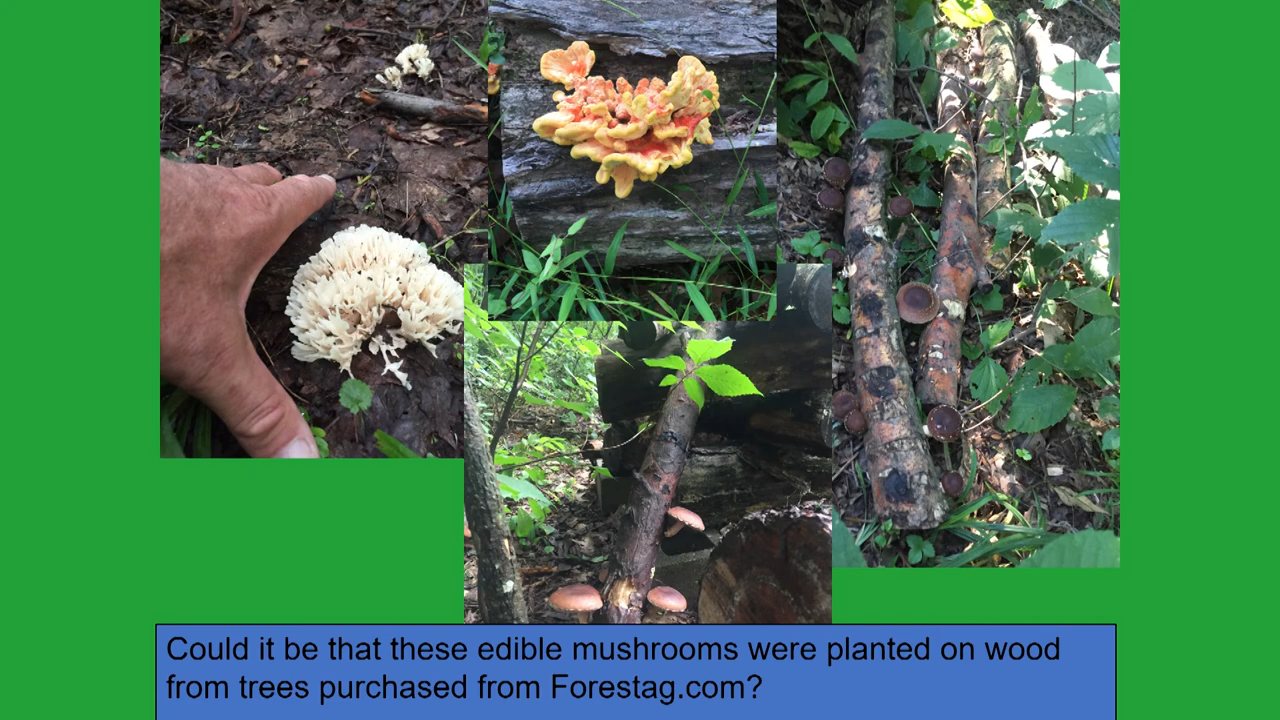 Could it be that these edible mushrooms were planted on wood
from trees purchased from Forestag.com?